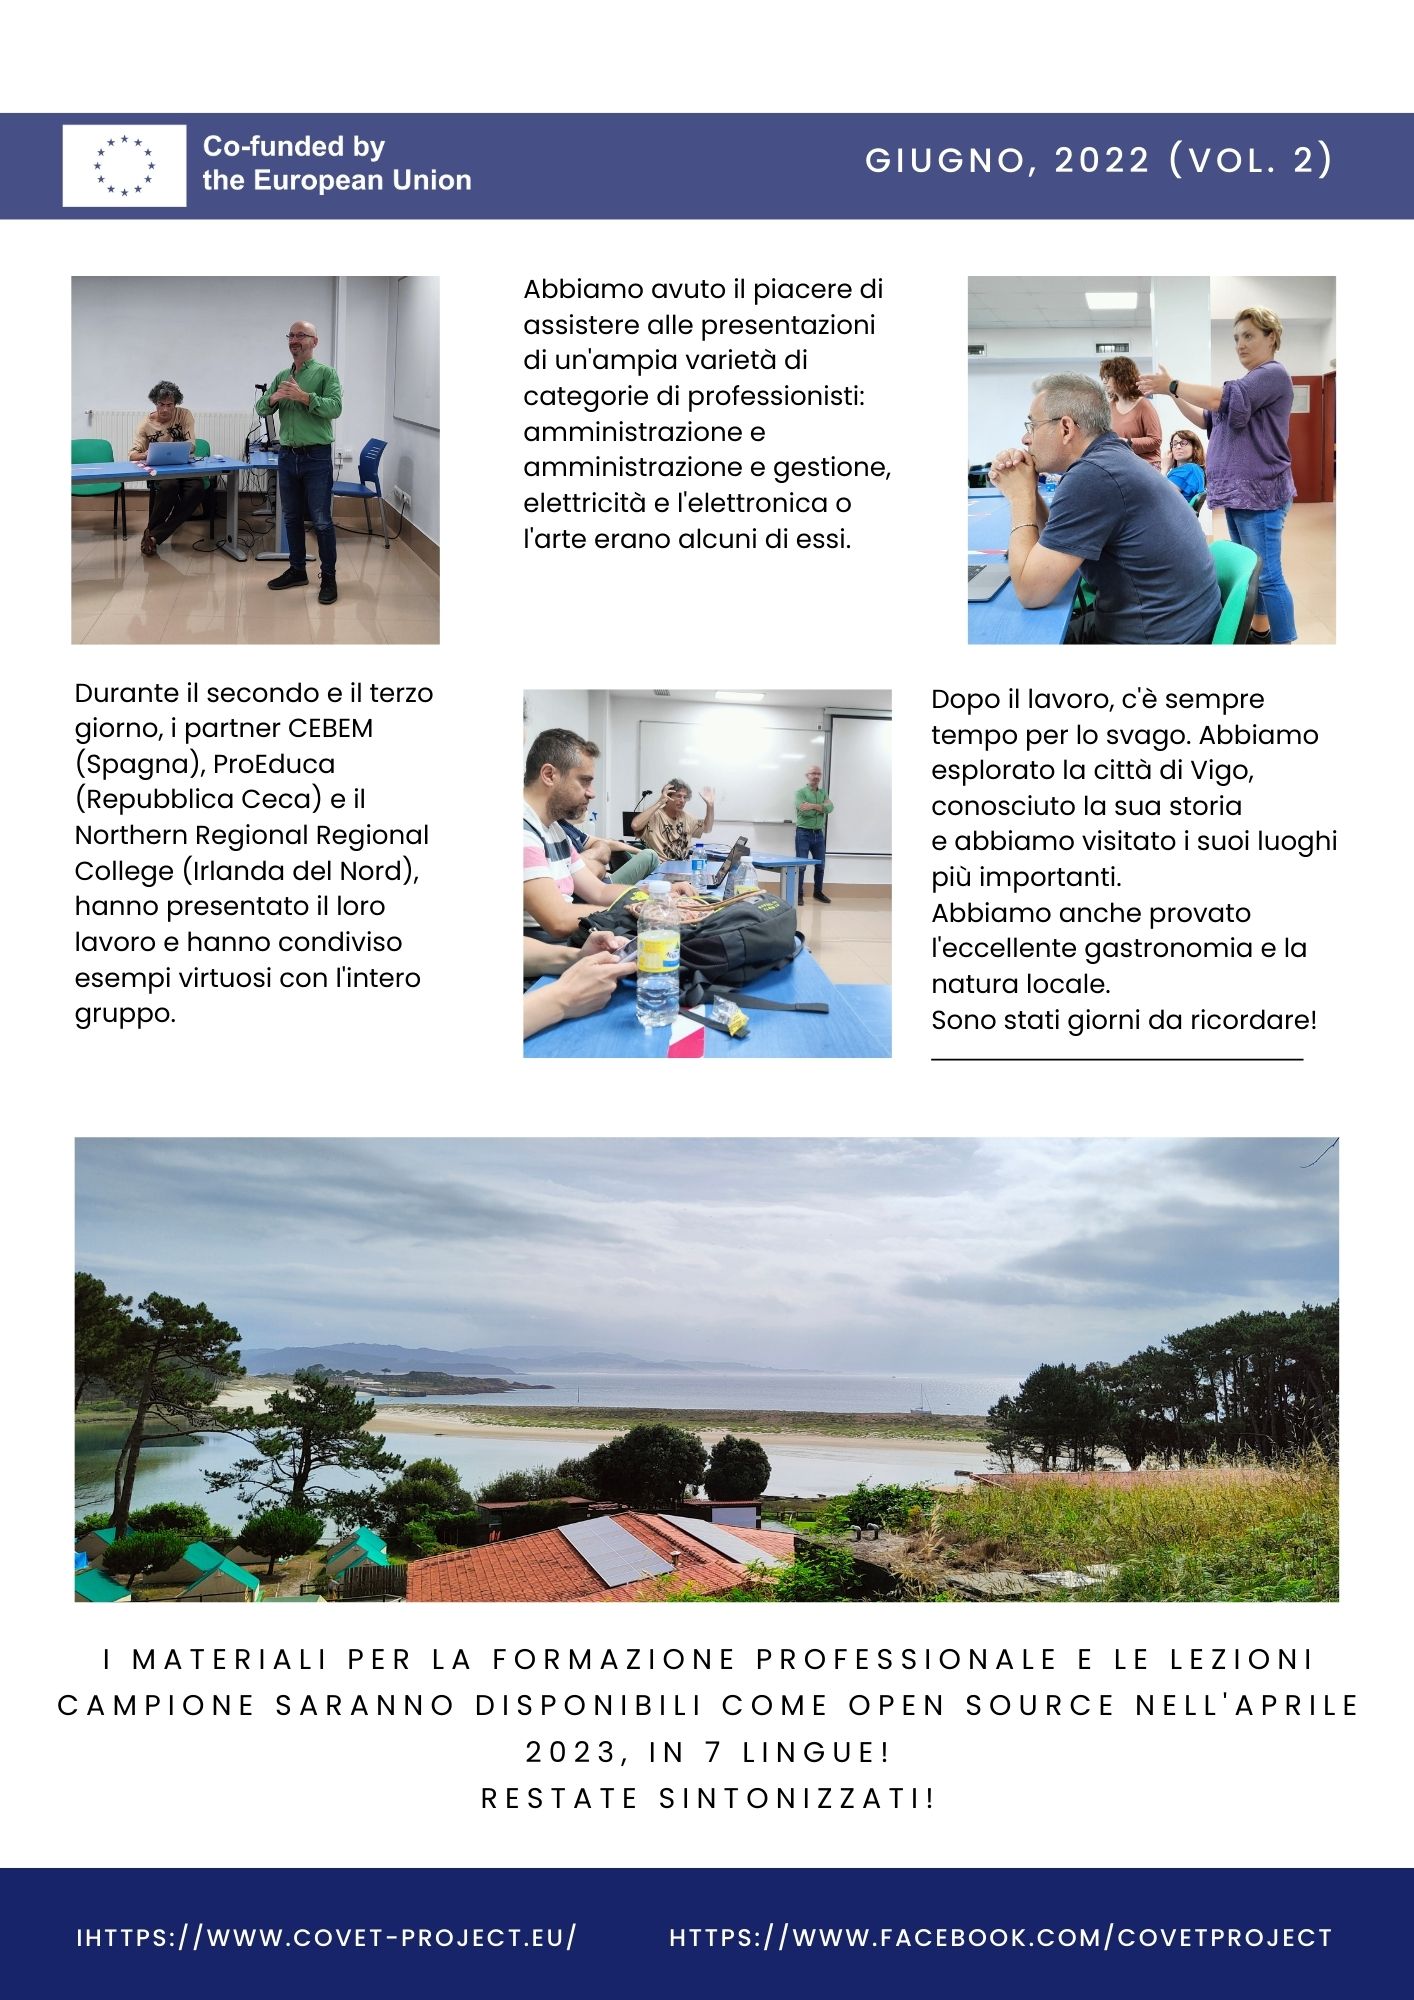 Co-funded by
the European Union
GIUGNO, 2022 (VOL. 2)
Abbiamo avuto il piacere di
assistere alle presentazioni
di un'ampia varietà di
categorie di professionisti:
amministrazione e
amministrazione e gestione,
elettricità e l'elettronica o
l'arte erano alcuni di essi.
Durante il secondo e il terzo
giorno, i partner CEBEM
(Spagna), ProEduca
(Repubblica Ceca) e il
Northern Regional Regional
College (Irlanda del Nord),
hanno presentato il loro
lavoro e hanno condiviso
esempi virtuosi con l'intero
gruppo.
Dopo il lavoro, c'è sempre
tempo per lo svago. Abbiamo
esplorato la città di Vigo,
conosciuto la sua storia
e abbiamo visitato i suoi luoghi
più importanti.
Abbiamo anche provato
l'eccellente gastronomia e la
natura locale.
Sono stati giorni da ricordare!
I MATERIALI PER LA FORMAZIONE PROFESSIONALE E LE LEZIONI
CAMPIONE SARANNO DISPONIBILI COME OPEN SOURCE NELL'APRILE
2023, IN 7 LINGUE!
RESTATE SINTONIZZATI!
IHTTPS://WWW.COVET-PROJECT.EU/
HTTPS://WWW.FACEBOOK.COM/COVETPROJECT